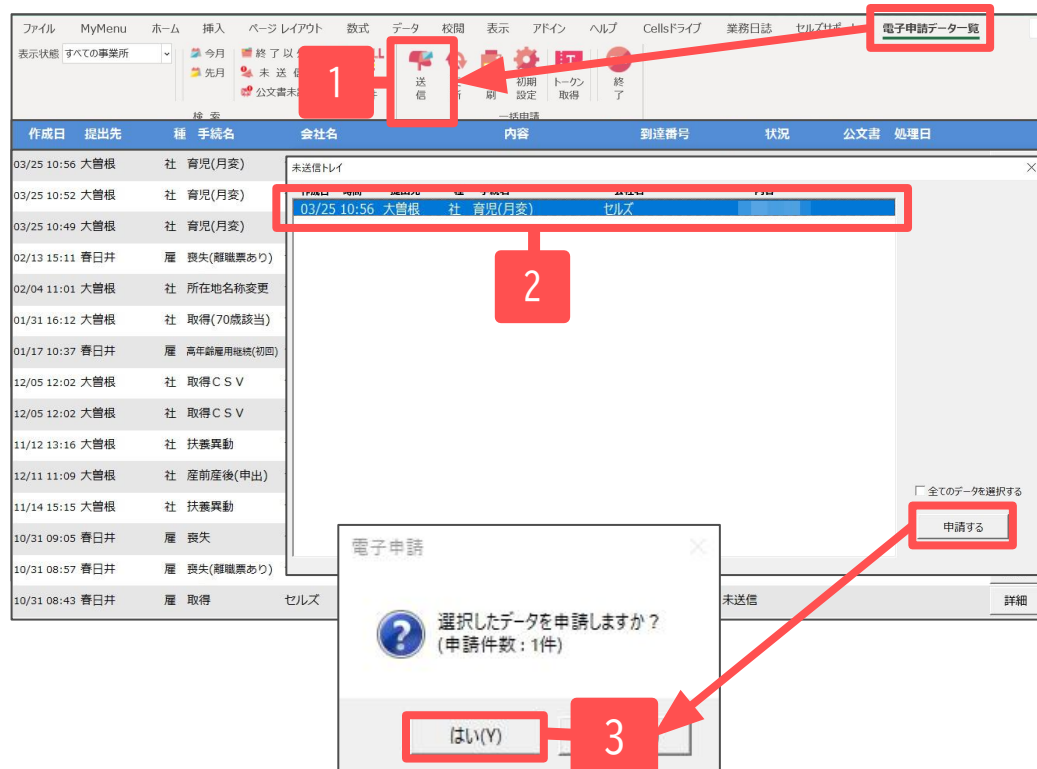 ファイル MyMenu ホーム 挿入 ページ レイアウト 数式 データ 校閲 表示 アドイン ヘルプ Cellsドライブ 業務日誌 セルズサポート 電子申請データ一覧
表示状態 すべての事業所
今月 終了以
先月 未送信
公文書未
検索
1
送信
刷
初期設定
トークン取得
終了
一括申請
作成日 提出先 種 手続名 会社名 内容 到達番号 状況 公文書 処理日
03/25 10:56 大曽根 社 育児(月変)
03/25 10:52 大曽根 社 育児(月変)
03/25 10:49 大曽根 社 育児(月変)
02/13 15:11 春日井 雇 喪失(離職票あり)
02/04 11:01 大曽根 社 所在地名称変更
01/31 16:12 大曽根 社 取得(70歳該当)
01/17 10:37 春日井 雇 高年齢雇用継続(初回)
12/05 12:02 大曽根 社 取得CSV
12/05 12:02 大曽根 社 取得CSV
11/12 13:16 大曽根 社 扶養異動
12/11 11:09 大曽根 社 産前産後(申出)
11/14 15:15 大曽根 社 扶養異動
10/31 09:05 春日井 雇 喪失
10/31 08:57 春日井 雇 喪失(離職票あり)
10/31 08:43 春日井 雇 取得 セルズ 未送信 詳細
未送信トレイ
03/25 10:56 大曽根 社 育児(月変) セルズ
2
全てのデータを選択する
申請する
電子申請
選択したデータを申請しますか？
(申請件数：1件)
はい(Y)
3